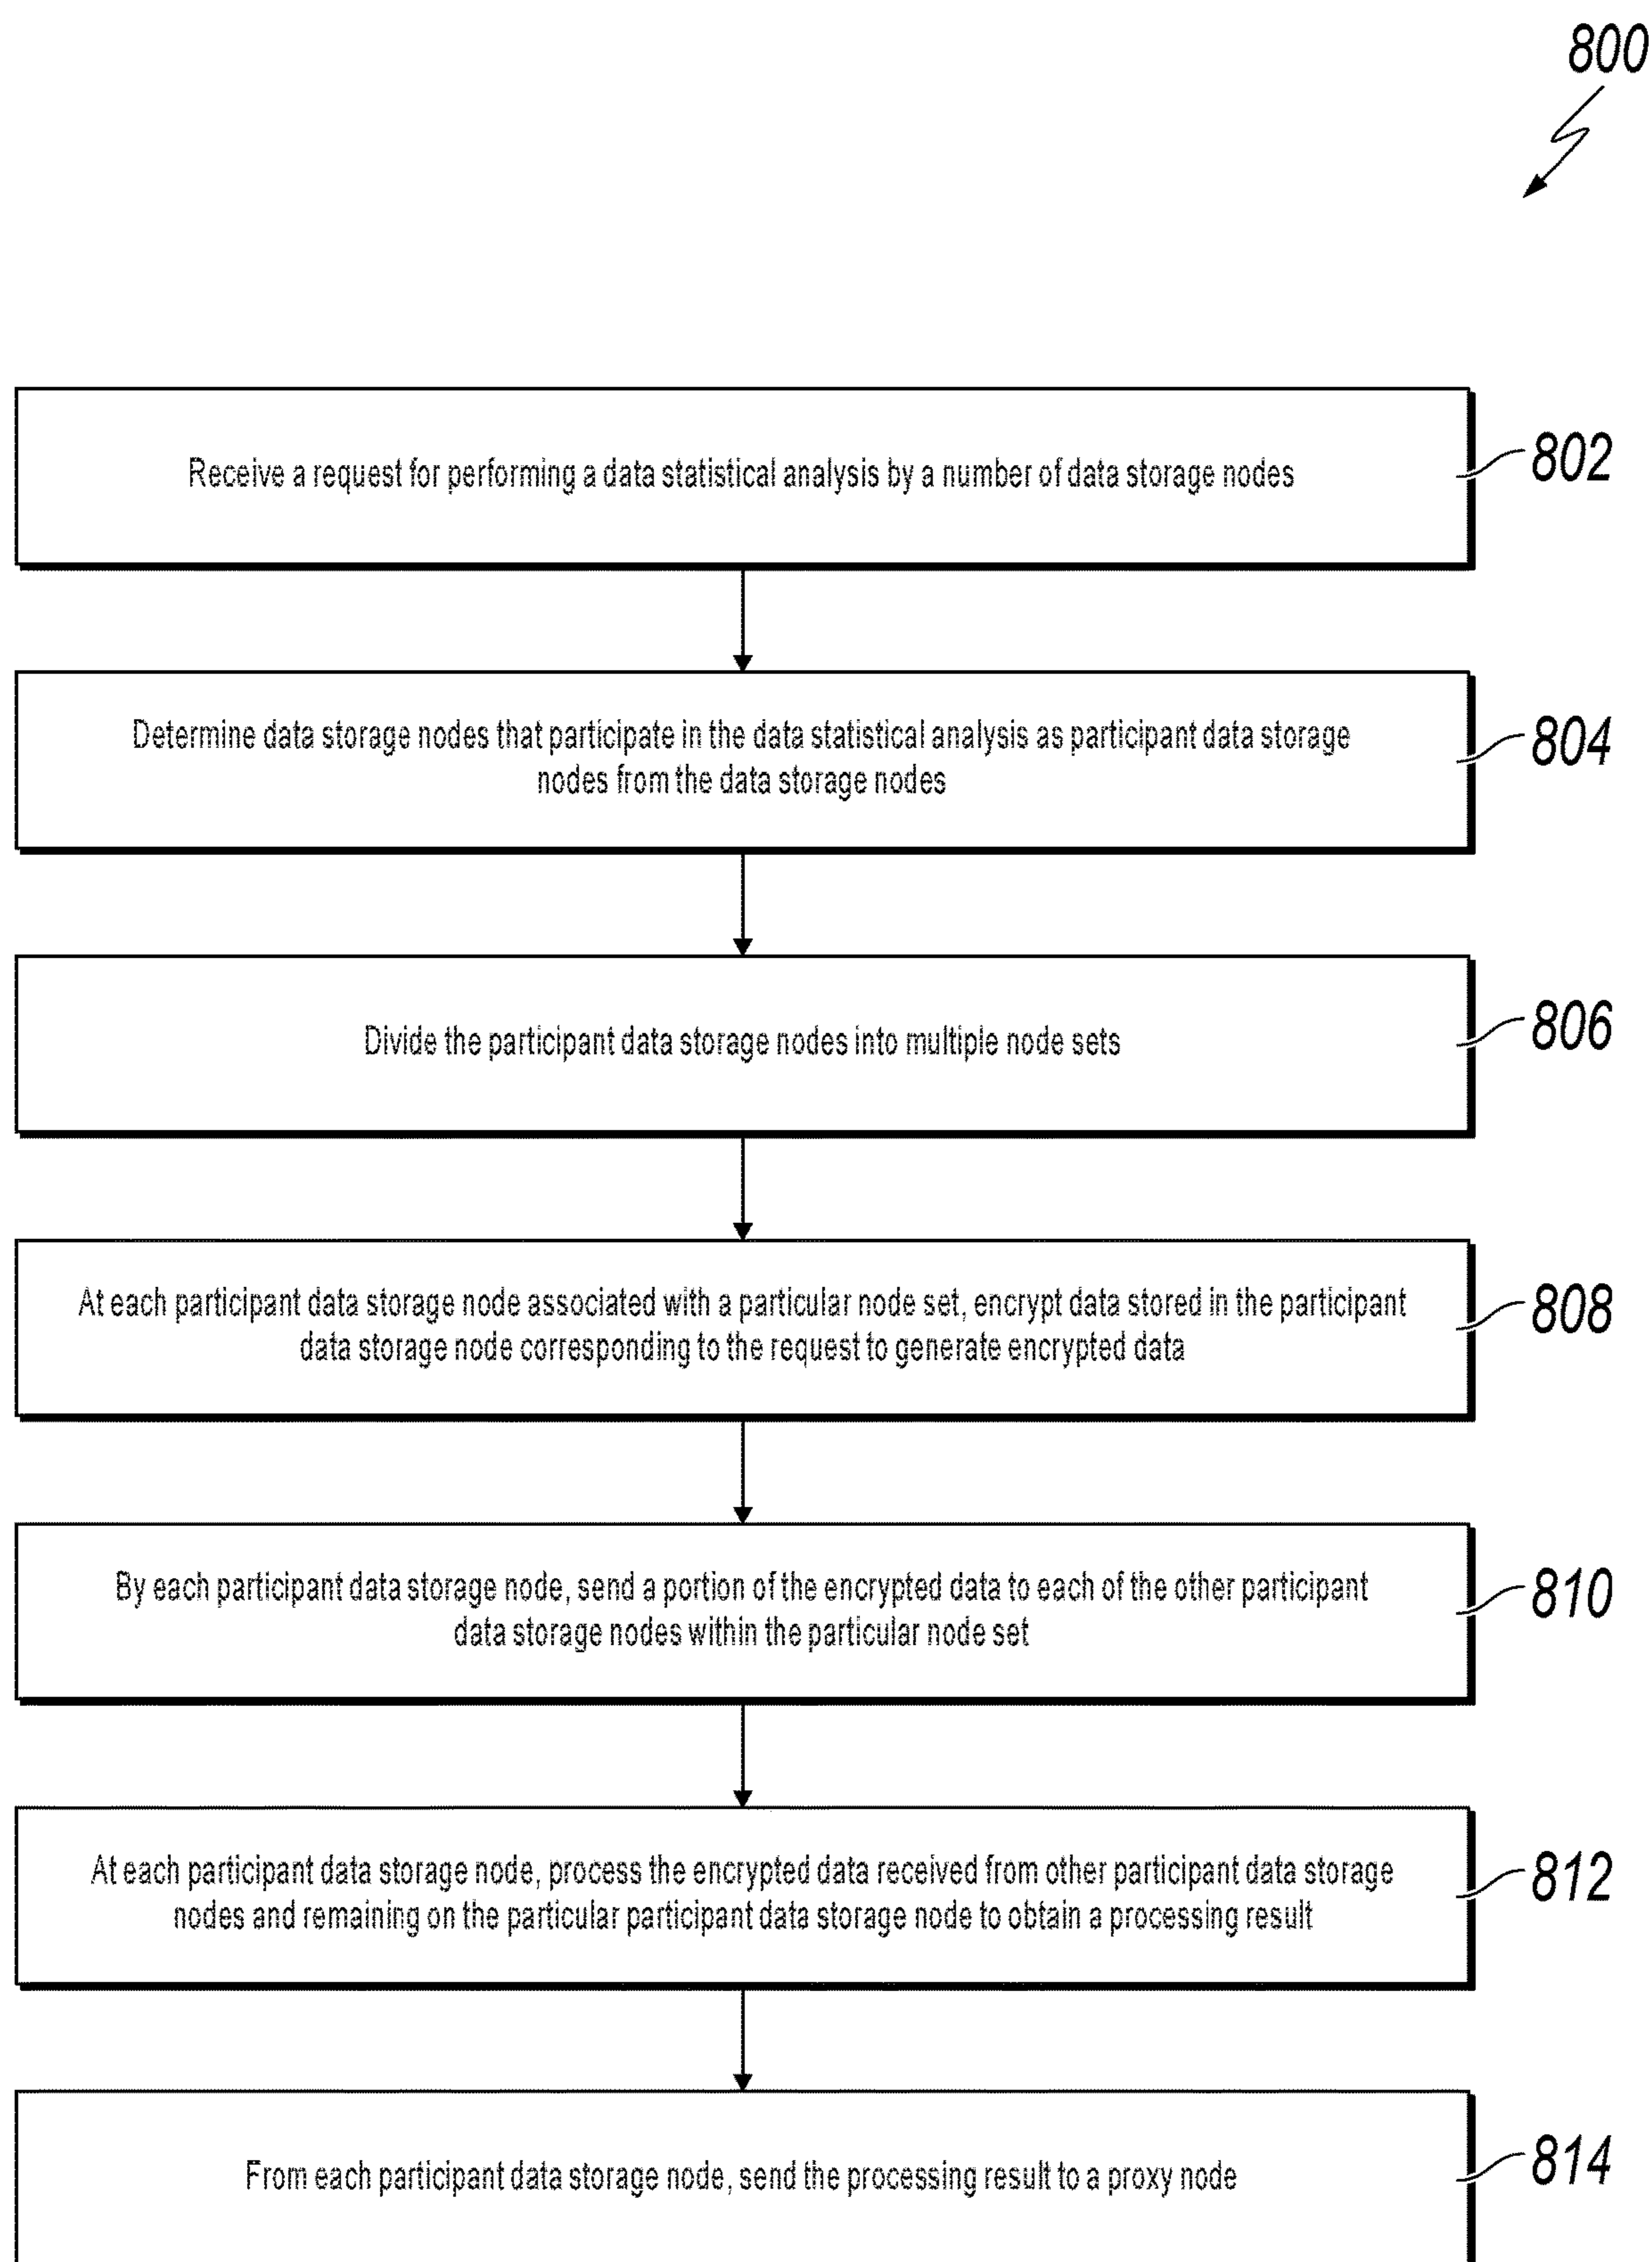 800
Receive a request for performing a data statistical analysis by a number of data storage nodes
802
Determine data storage nodes that participate in the data statistical analysis as participant data storage
nodes from the data storage nodes
804
Divide the participant data storage nodes into multiple node sets
806
At each participant data storage node associated with a particular node set, encrypt data stored in the participant
data storage node corresponding to the request to generate encrypted data
808
By each participant data storage node, send a portion of the encrypted data to each of the other participant
data storage nodes within the particular node set
810
At each participant data storage node, process the encrypted data received from other participant data storage
nodes and remaining on the particular participant data storage node to obtain a processing result
812
From each participant data storage node, send the processing result to a proxy node
814